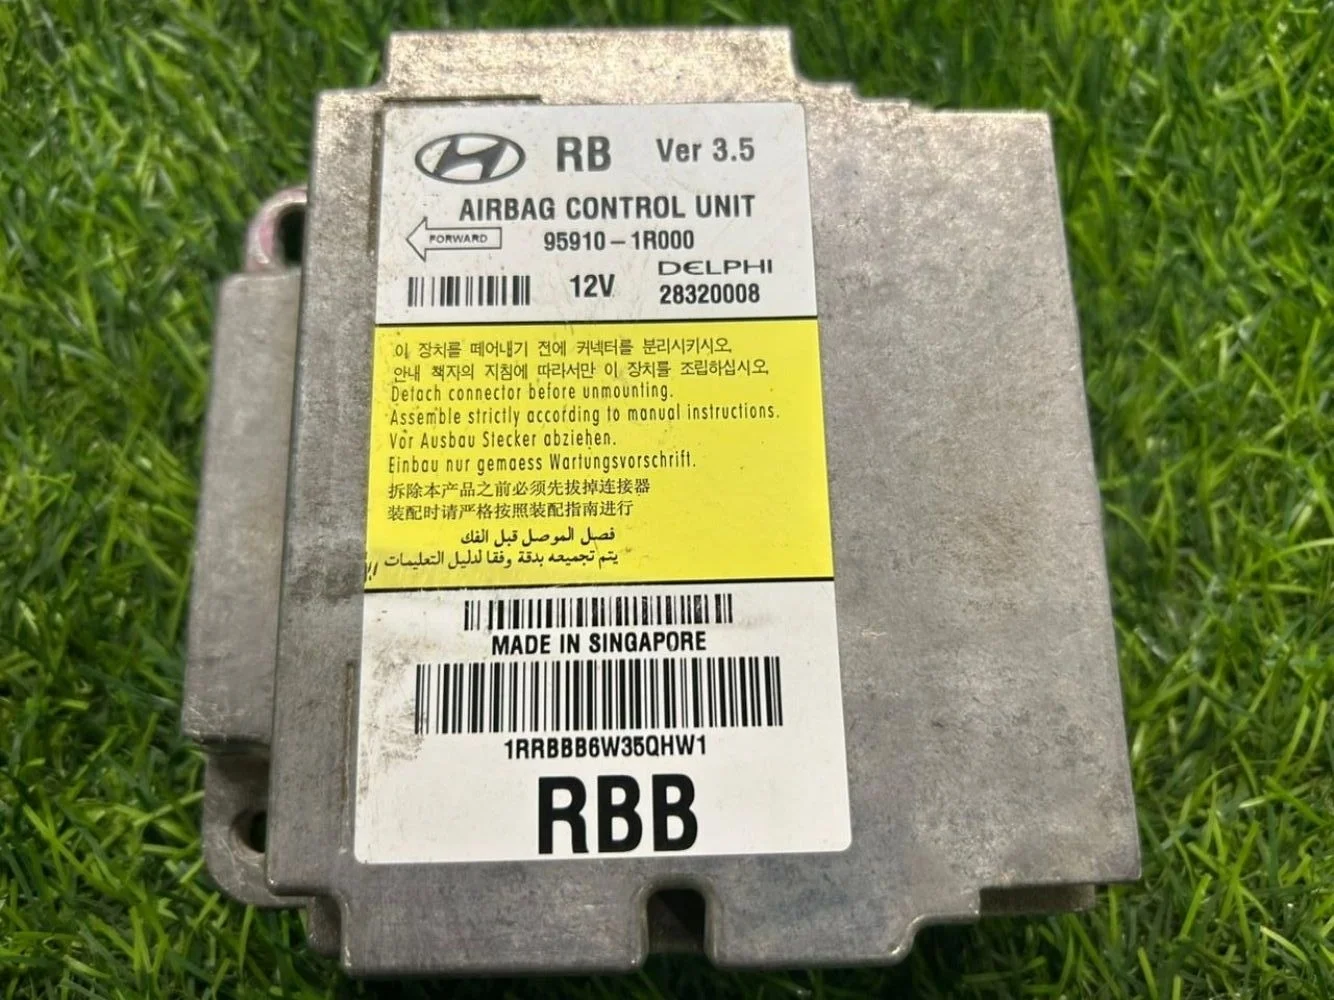 RB Ver 3.5
AIRBAG CONTROL UNIT
FORWARD 95910-1R000
12V DELPHI
28320008
이 장치를 떼어내기 전에 커넥터를 분리시키시오.
안내 책자의 지침에 따라서만 이 장치를 조립하십시오.
Detach connector before unmounting.
Assemble strictly according to manual instructions.
Vor Ausbau Stecker abziehen.
Einbau nur gemaess Wartungsvorschrift.
拆除本产品之前必须先拔掉连接器
装配时请严格按照装配指南进行
فصل الموصل قبل الفك
يتم تجميعه بدقة وفقا لدليل التعليمات
MADE IN SINGAPORE
1RRBBB6W35QHW1
RBB